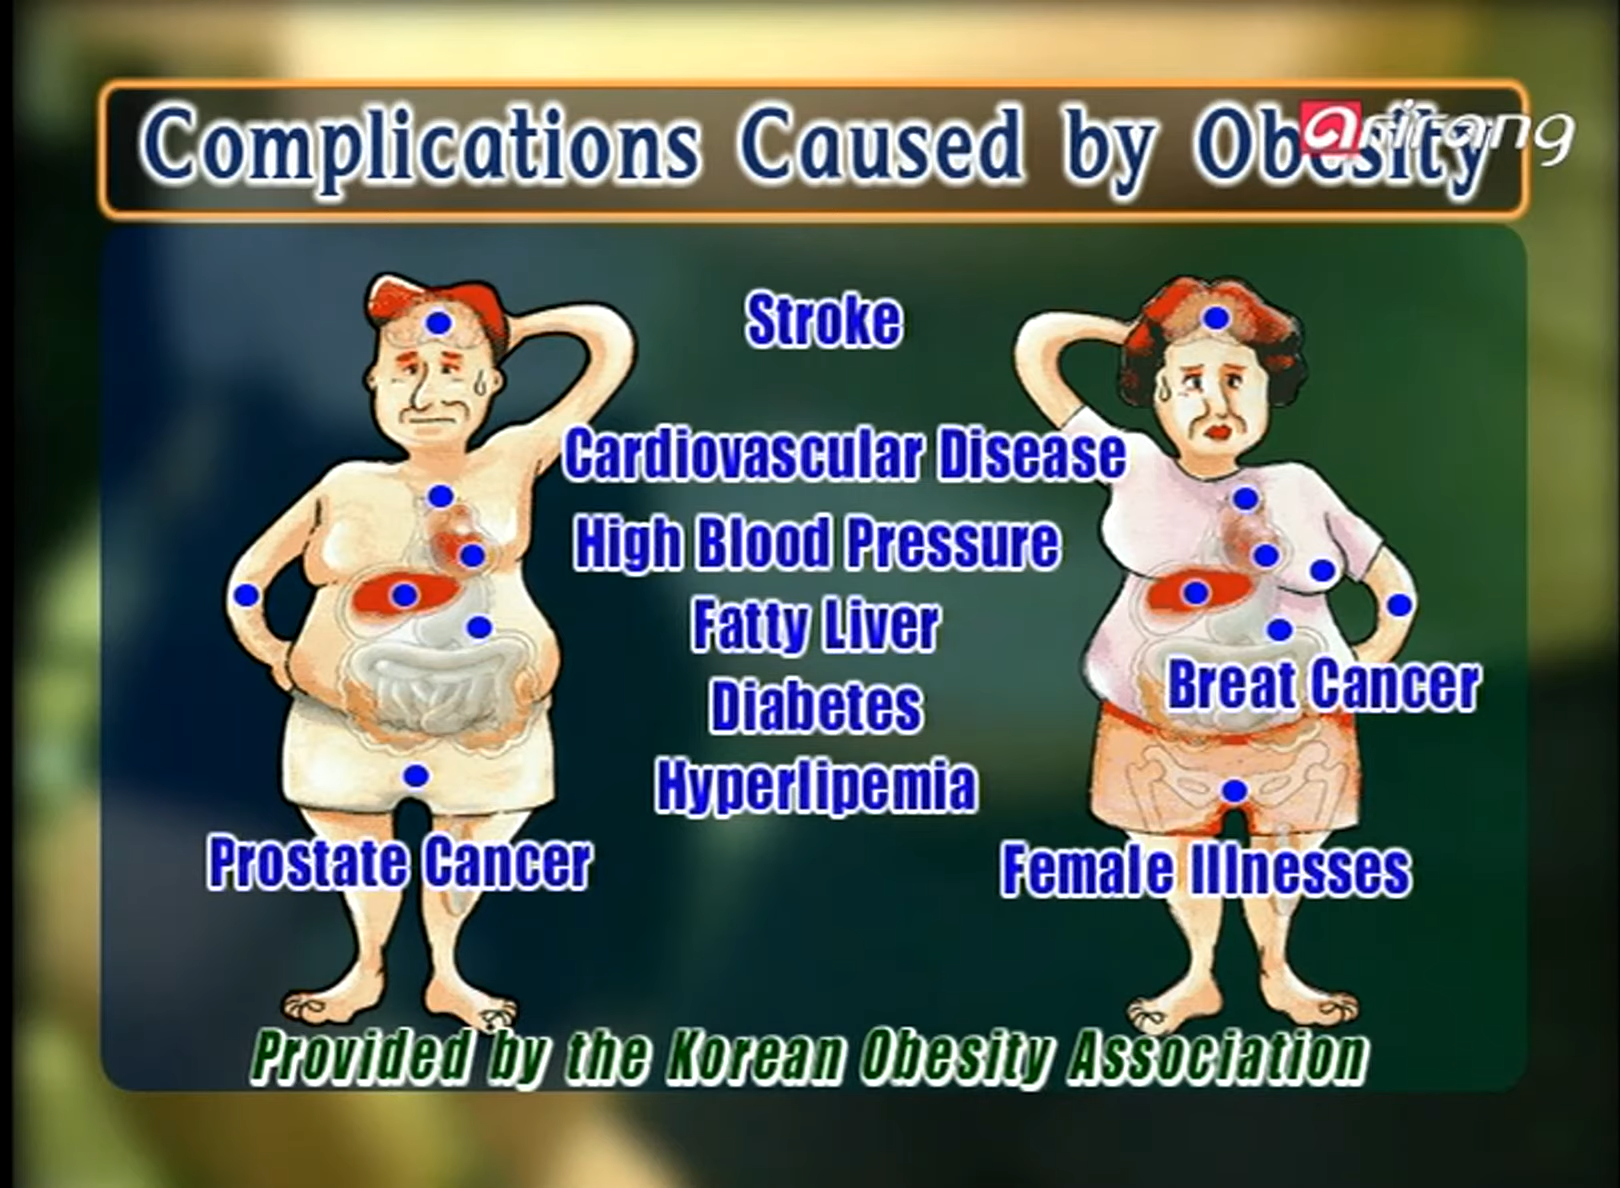 Complications Caused by Obesity
arirang
Stroke
Cardiovascular Disease
High Blood Pressure
Fatty Liver
Breat Cancer
Diabetes
Hyperlipemia
Prostate Cancer
Female Illnesses
Provided by the Korean Obesity Association